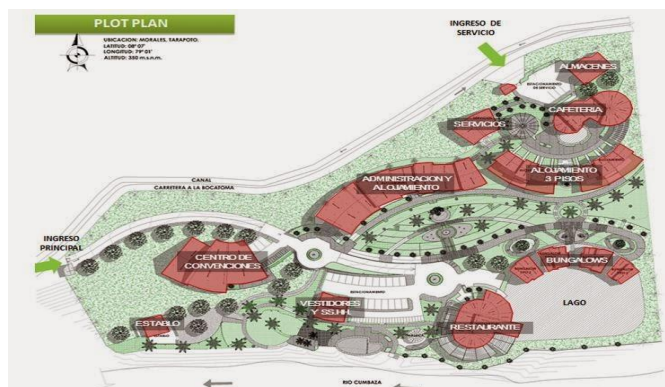 PLOT PLAN
UBICACION: MORALES, TARAPOTO.
LATITUD: 08° 07'
LONGITUD: 79° 01'
ALTITUD: 350 m.s.n.m.
INGRESO DE
SERVICIO
ALMACENES
ESTACIONAMIENTO
DE SERVICIO
CAFETERIA
SERVICIOS
ADMINISTRACION Y
ALOJAMIENTO
ALOJAMIENTO
3 PISOS
CANAL
CARRETERA A LA BOCATOMA
INGRESO
PRINCIPAL
CENTRO DE
CONVENCIONES
BUNGALOWS
ESTACIONAMIENTO
VESTIDORES
Y SS.HH.
ESTABLO
RESTAURANTE
LAGO
RIO CUMBAZA